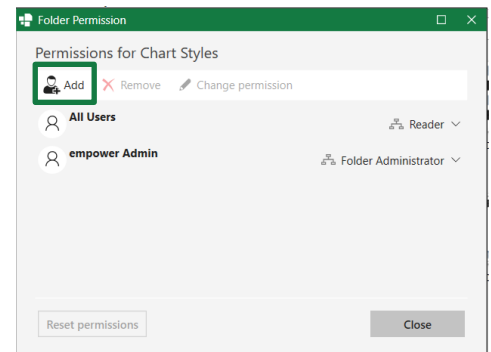 Folder Permission
Permissions for Chart Styles
Add Remove Change permission
All Users
Reader
empower Admin
Folder Administrator
Reset permissions Close